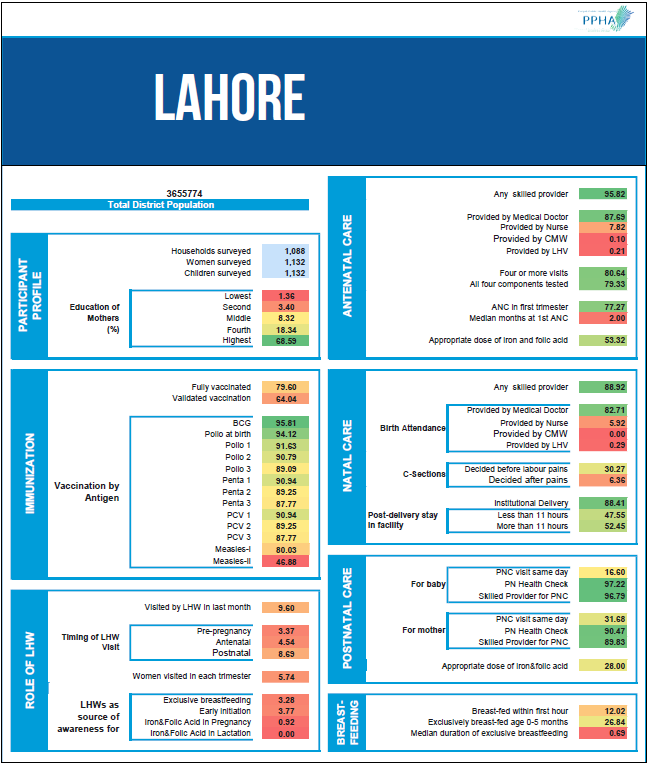 PPHA
LAHORE
3655774
Total District Population
PARTICIPANT PROFILE
Households surveyed 1,088
Women surveyed 1,132
Children surveyed 1,132
Education of Mothers (%)
Lowest 1.36
Second 3.40
Middle 8.32
Fourth 18.34
Highest 68.59
IMMUNIZATION
Fully vaccinated 79.60
Validated vaccination 64.04
Vaccination by Antigen
BCG 95.81
Polio at birth 94.12
Polio 1 91.63
Polio 2 90.79
Polio 3 89.09
Penta 1 90.94
Penta 2 89.25
Penta 3 87.77
PCV 1 90.94
PCV 2 89.25
PCV 3 87.77
Measles-I 80.03
Measles-II 46.88
ROLE OF LHW
Visited by LHW in last month 9.60
Timing of LHW Visit
Pre-pregnancy 3.37
Antenatal 4.54
Postnatal 8.69
Women visited in each trimester 5.74
LHWs as source of awareness for
Exclusive breastfeeding 3.28
Early initiation 3.77
Iron&Folic Acid in Pregnancy 0.92
Iron&Folic Acid in Lactation 0.00
ANTENATAL CARE
Any skilled provider 95.82
Provided by Medical Doctor 87.69
Provided by Nurse 7.82
Provided by CMW 0.10
Provided by LHV 0.21
Four or more visits 80.64
All four components tested 79.33
ANC in first trimester 77.27
Median months at 1st ANC 2.00
Appropriate dose of iron and folic acid 53.32
NATAL CARE
Any skilled provider 88.92
Birth Attendance
Provided by Medical Doctor 82.71
Provided by Nurse 5.92
Provided by CMW 0.00
Provided by LHV 0.29
C-Sections
Decided before labour pains 30.27
Decided after pains 6.36
Institutional Delivery 88.41
Post-delivery stay in facility
Less than 11 hours 47.55
More than 11 hours 52.45
POSTNATAL CARE
For baby
PNC visit same day 16.60
PN Health Check 97.22
Skilled Provider for PNC 96.79
For mother
PNC visit same day 31.68
PN Health Check 90.47
Skilled Provider for PNC 89.83
Appropriate dose of iron&folic acid 28.00
BREAST-FEEDING
Breast-fed within first hour 12.02
Exclusively breast-fed age 0-5 months 26.84
Median duration of exclusive breastfeeding 0.69